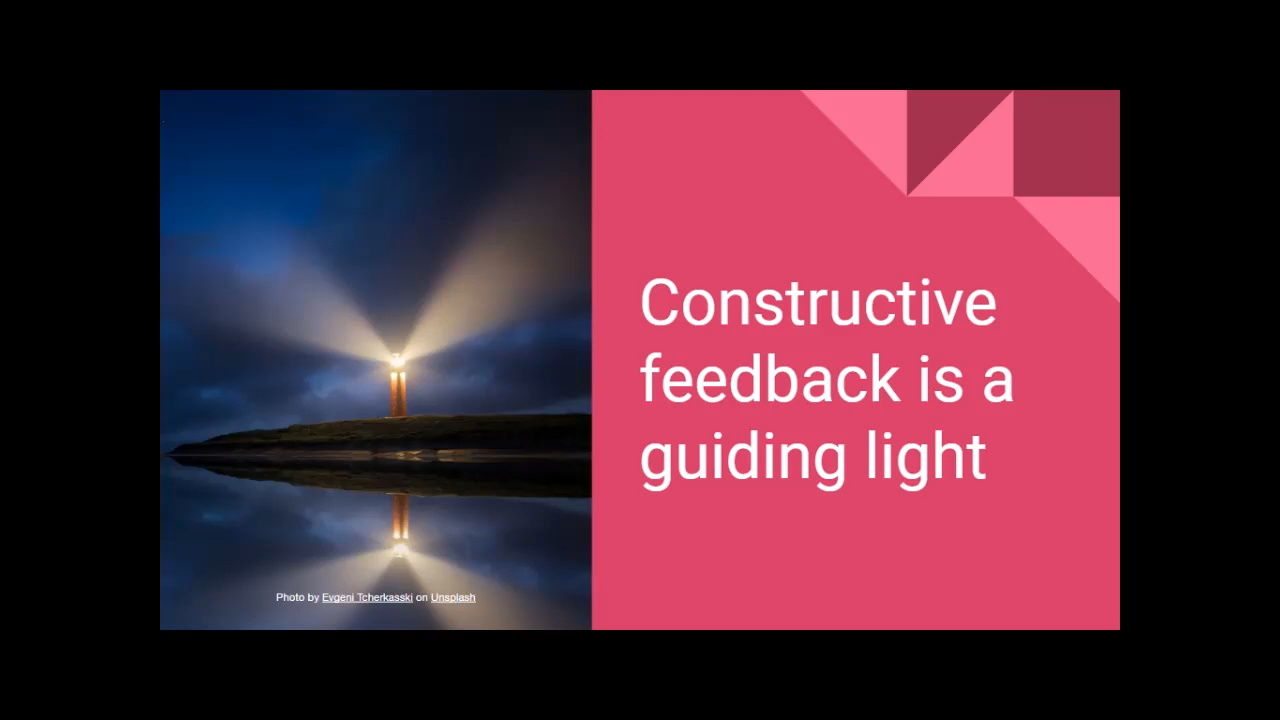 Constructive
feedback is a
guiding light
Photo by Evgeni Tcherkasski on Unsplash